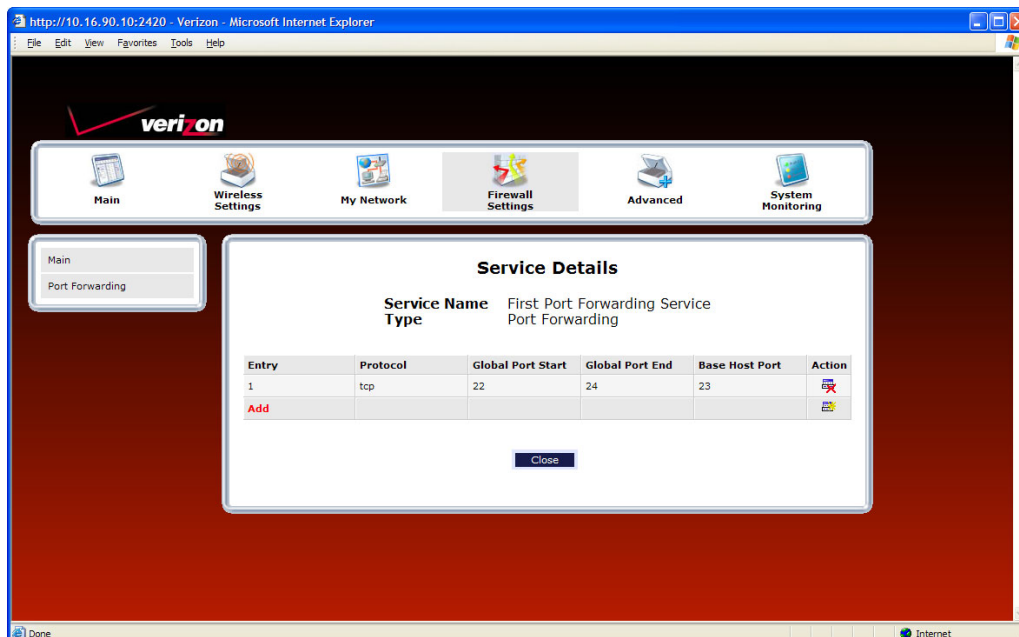 http://10.16.90.10:2420 - Verizon - Microsoft Internet Explorer
File Edit View Favorites Tools Help
verizon
Main
Wireless Settings
My Network
Firewall Settings
Advanced
System Monitoring
Main
Port Forwarding
Service Details
Service Name First Port Forwarding Service
Type Port Forwarding
Entry Protocol Global Port Start Global Port End Base Host Port Action
1 tcp 22 24 23
Add
Close
Done Internet